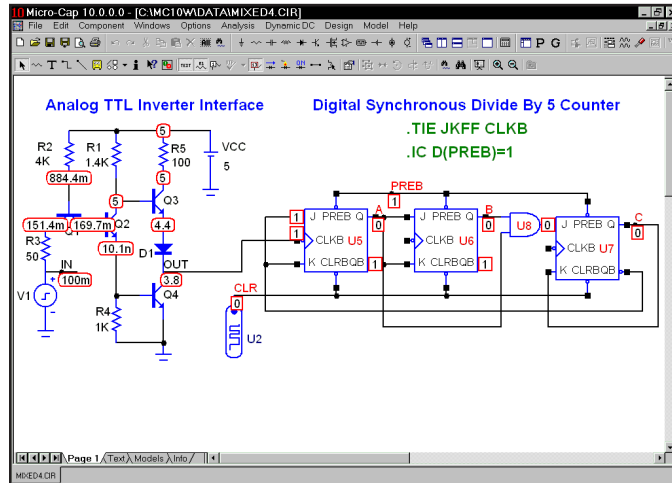 Micro-Cap 10.0.0.0 - [C:\MC10W\DATA\MIXED4.CIR]
File Edit Component Windows Options Analysis Dynamic DC Design Model Help
TEXT
P G
Analog TTL Inverter Interface
Digital Synchronous Divide By 5 Counter
.TIE JKFF CLKB
.IC D(PREB)=1
R2
4K
R1
1.4K
5
R5
100
VCC
5
884.4m
5
5
Q3
151.4m
169.7m
Q2
4.4
R3
50
10.1n
D1
IN
100m
OUT
3.8
V1
Q4
R4
1K
PREB
1
1
J PREB Q
A
0
1
CLKB
U5
K CLRBQB
1
J PREB Q
B
0
CLKB
U6
K CLRBQB
1
U8
0
J PREB Q
C
0
CLKB
U7
K CLRBQB
CLR
0
U2
Page 1 Text Models Info
MIXED4.CIR